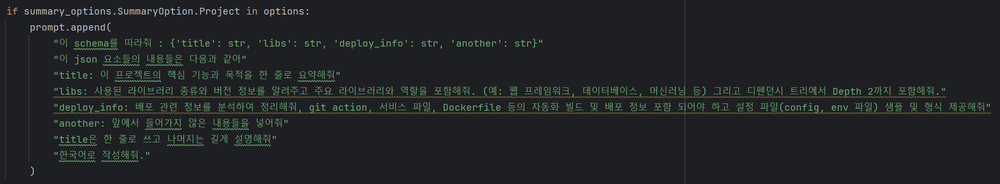 if summary_options.SummaryOption.Project in options:
    prompt.append(
        "이 schema를 따라줘 : {'title': str, 'libs': str, 'deploy_info': str, 'another': str}"
        "이 json 요소들의 내용들은 다음과 같아"
        "title: 이 프로젝트의 핵심 기능과 목적을 한 줄로 요약해줘"
        "libs: 사용된 라이브러리 종류와 버전 정보를 알려주고 주요 라이브러리와 역할을 포함해줘. (예: 웹 프레임워크, 데이터베이스, 머신러닝 등) 그리고 디펜던시 트리에서 Depth 2까지 포함해줘."
        "deploy_info: 배포 관련 정보를 분석하여 정리해줘, git action, 서비스 파일, Dockerfile 등의 자동화 빌드 및 배포 정보 포함 되어야 하고 설정 파일(config, env 파일) 샘플 및 형식 제공해줘"
        "another: 앞에서 들어가지 않은 내용들을 넣어줘"
        "title은 한 줄로 쓰고 나머지는 길게 설명해줘"
        "한국어로 작성해줘."
    )